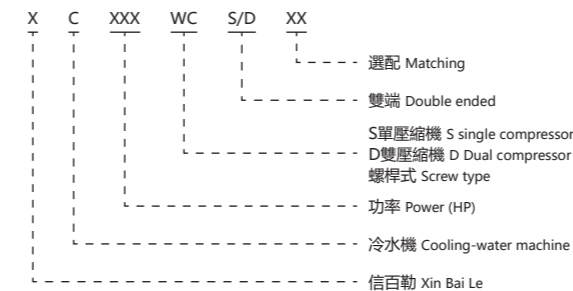 X C XXX WC S/D XX
選配 Matching
雙端 Double ended
S單壓縮機 S single compressor
D雙壓縮機 D Dual compressor
螺桿式 Screw type
功率 Power (HP)
冷水機 Cooling-water machine
信百勒 Xin Bai Le